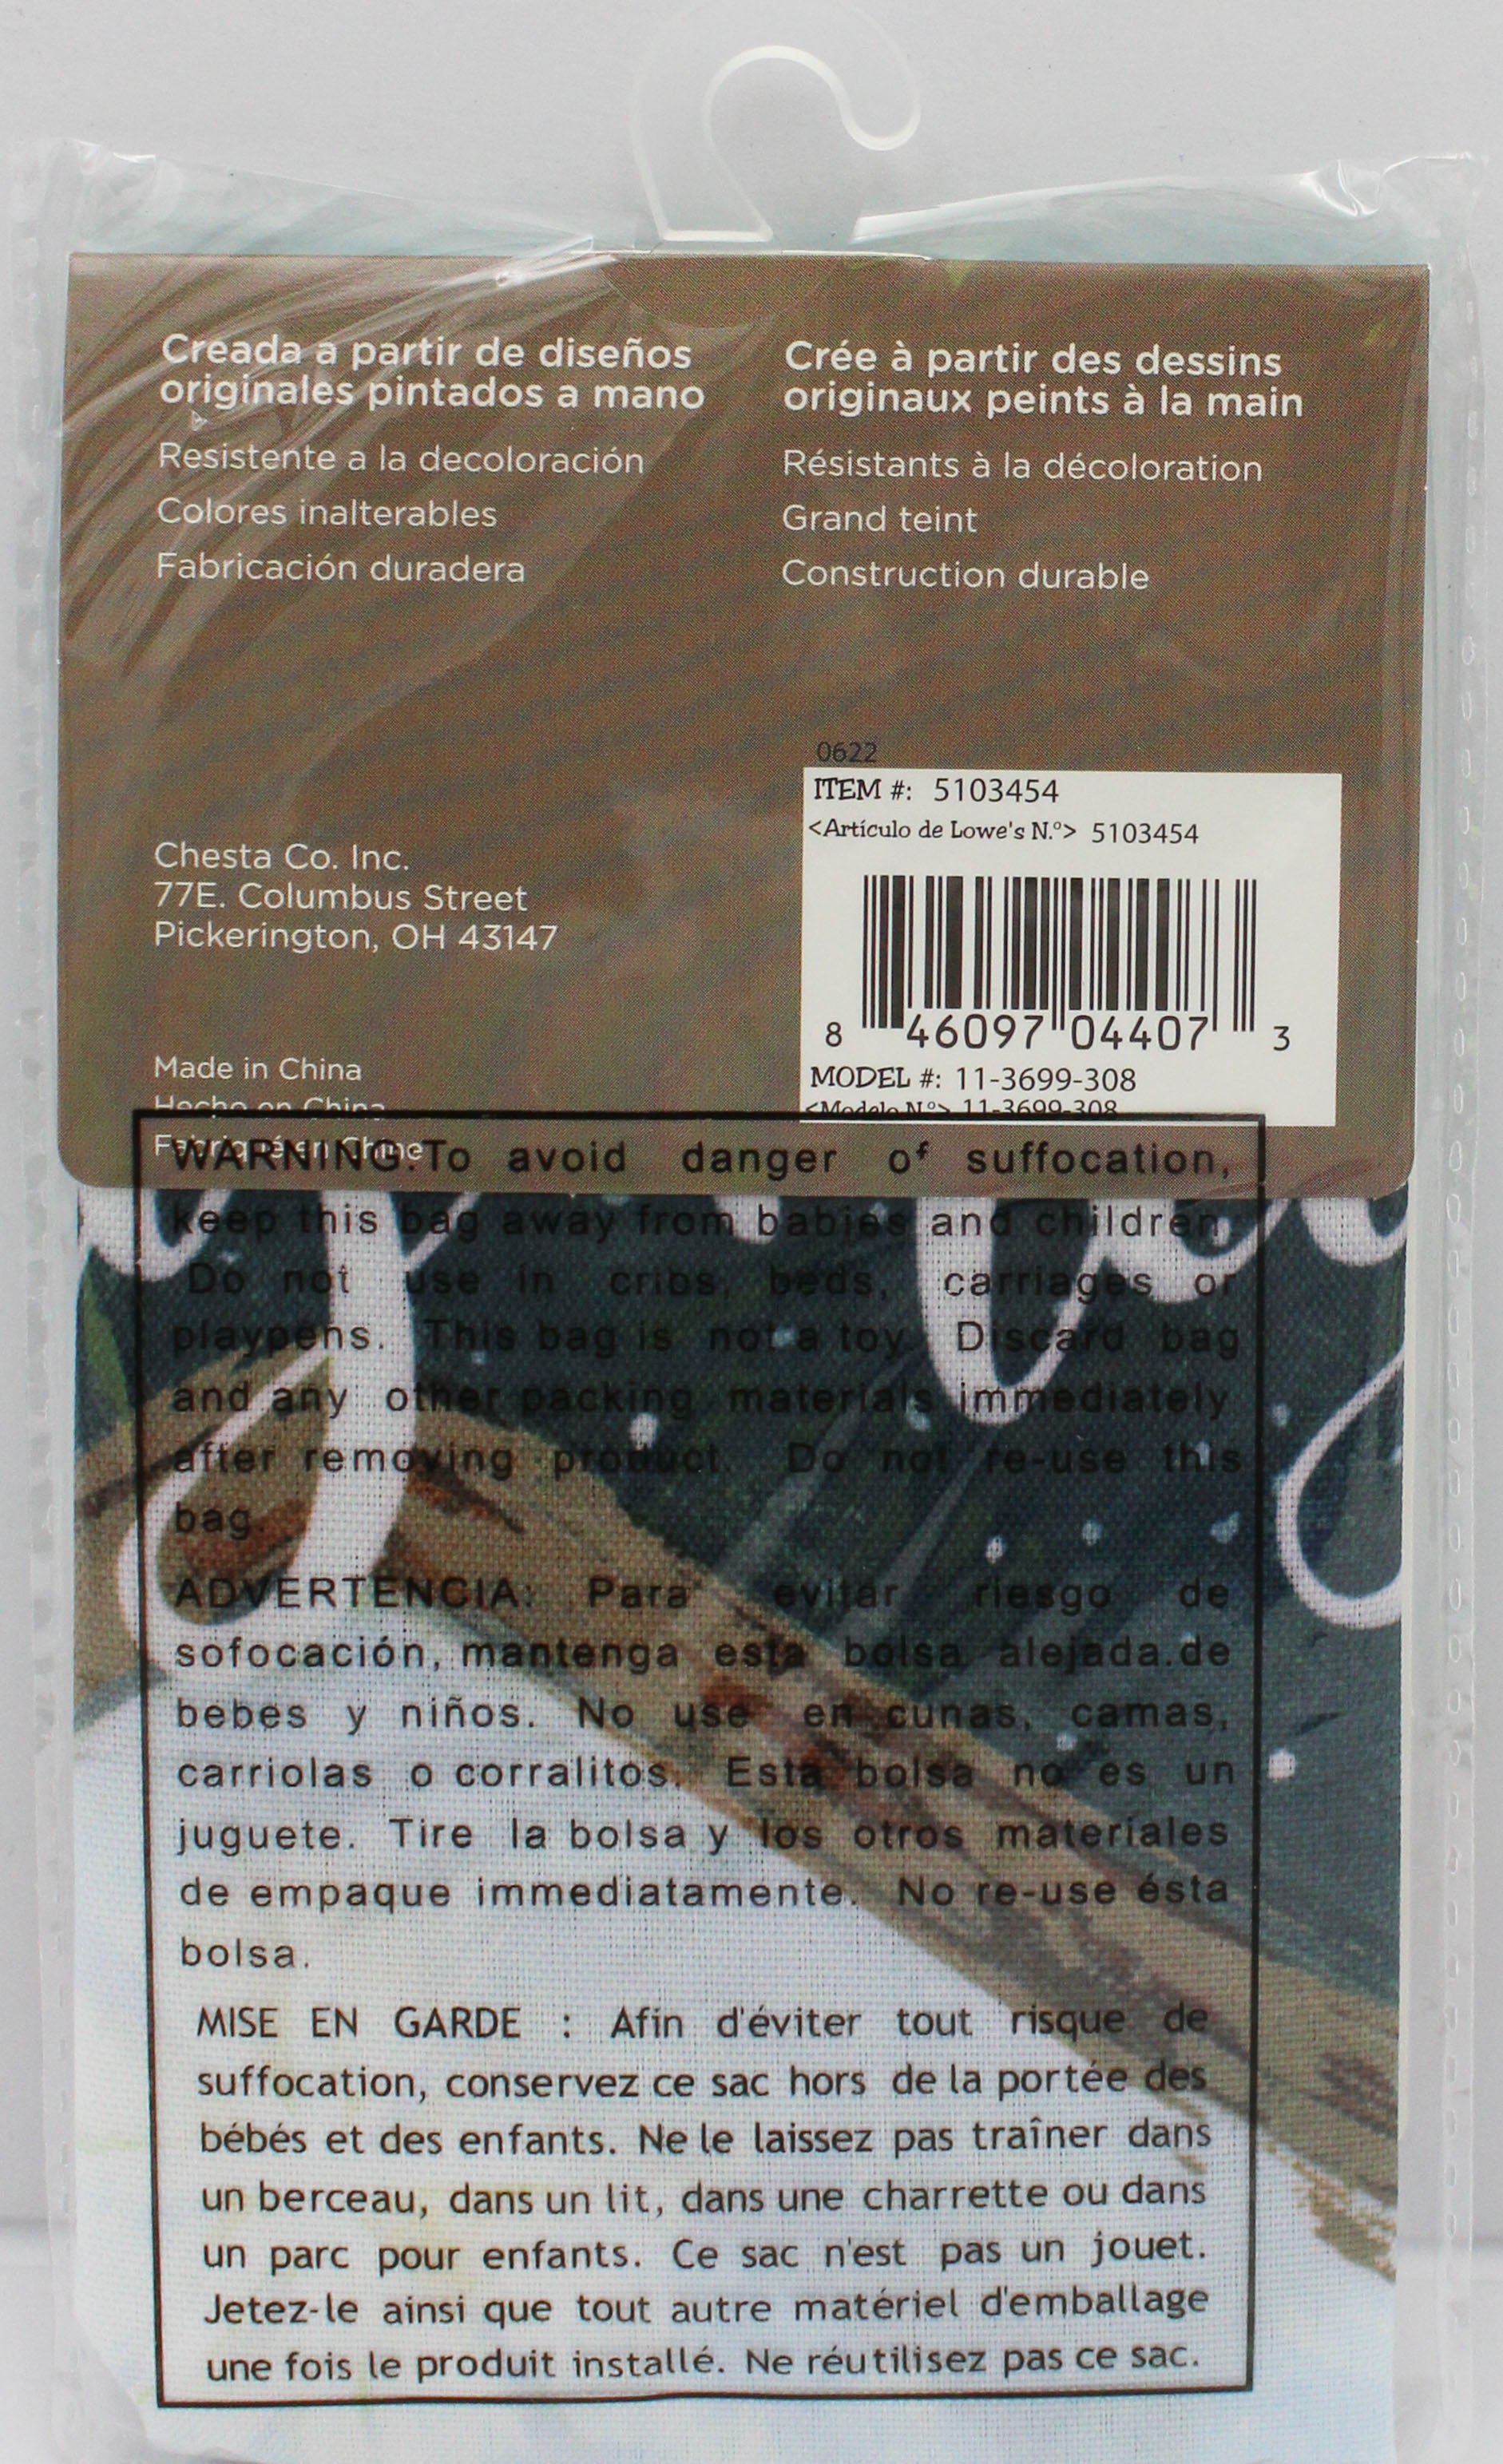 Creada a partir de diseños
originales pintados a mano
Resistente a la decoloración
Colores inalterables
Fabricación duradera
Crée à partir des dessins
originaux peints à la main
Résistants à la décoloration
Grand teint
Construction durable
0622
ITEM #: 5103454
<Artículo de Lowe's N.º> 5103454
8 46097 04407 3
MODEL #: 11-3699-308
<Modelo N.º> 11-3699-308
Chesta Co. Inc.
77E. Columbus Street
Pickerington, OH 43147
Made in China
Hecho en China
Fabriqué en Chine
WARNING:To avoid danger of suffocation,
keep this bag away from babies and children.
Do not use in cribs, beds, carriages or
playpens. This bag is not a toy. Discard bag
and any other packing materials immediately
after removing product. Do not re-use this
bag.
ADVERTENCIA: Para evitar riesgo de
sofocación, mantenga esta bolsa alejada.de
bebes y niños. No use en cunas, camas,
carriolas o corralitos. Esta bolsa no es un
juguete. Tire la bolsa y los otros materiales
de empaque immediatamente. No re-use ésta
bolsa.
MISE EN GARDE : Afin d'éviter tout risque de
suffocation, conservez ce sac hors de la portée des
bébés et des enfants. Ne le laissez pas traîner dans
un berceau, dans un lit, dans une charrette ou dans
un parc pour enfants. Ce sac n'est pas un jouet.
Jetez-le ainsi que tout autre matériel d'emballage
une fois le produit installé. Ne réutilisez pas ce sac.